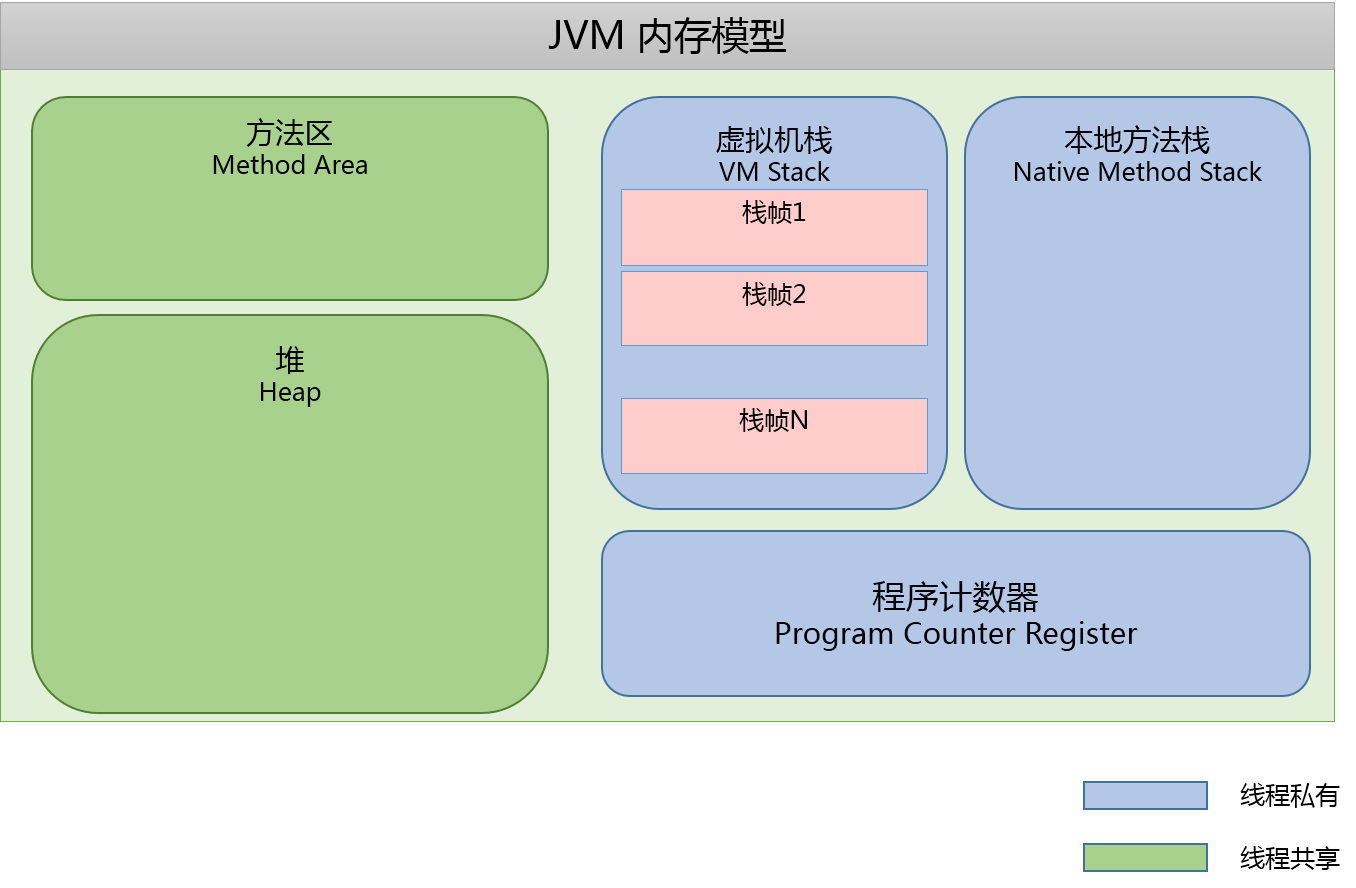 JVM 内存模型
方法区
Method Area
堆
Heap
虚拟机栈
VM Stack
栈帧1
栈帧2
栈帧N
本地方法栈
Native Method Stack
程序计数器
Program Counter Register
线程私有
线程共享